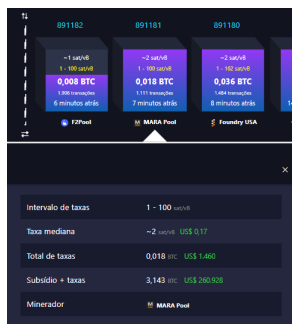 891182 891181 891180
~1 sat/vB ~2 sat/vB ~2 sat/vB
1 - 100 sat/vB 1 - 100 sat/vB 1 - 162 sat/vB
0,008 BTC 0,018 BTC 0,036 BTC
1.906 transações 1.111 transações 1.484 transações
6 minutos atrás 7 minutos atrás 8 minutos atrás
F2Pool MARA Pool Foundry USA
×
Intervalo de taxas 1 - 100 sat/vB
Taxa mediana ~2 sat/vB US$ 0,17
Total de taxas 0,018 BTC US$ 1.460
Subsídio + taxas 3,143 BTC US$ 260.928
Minerador MARA Pool